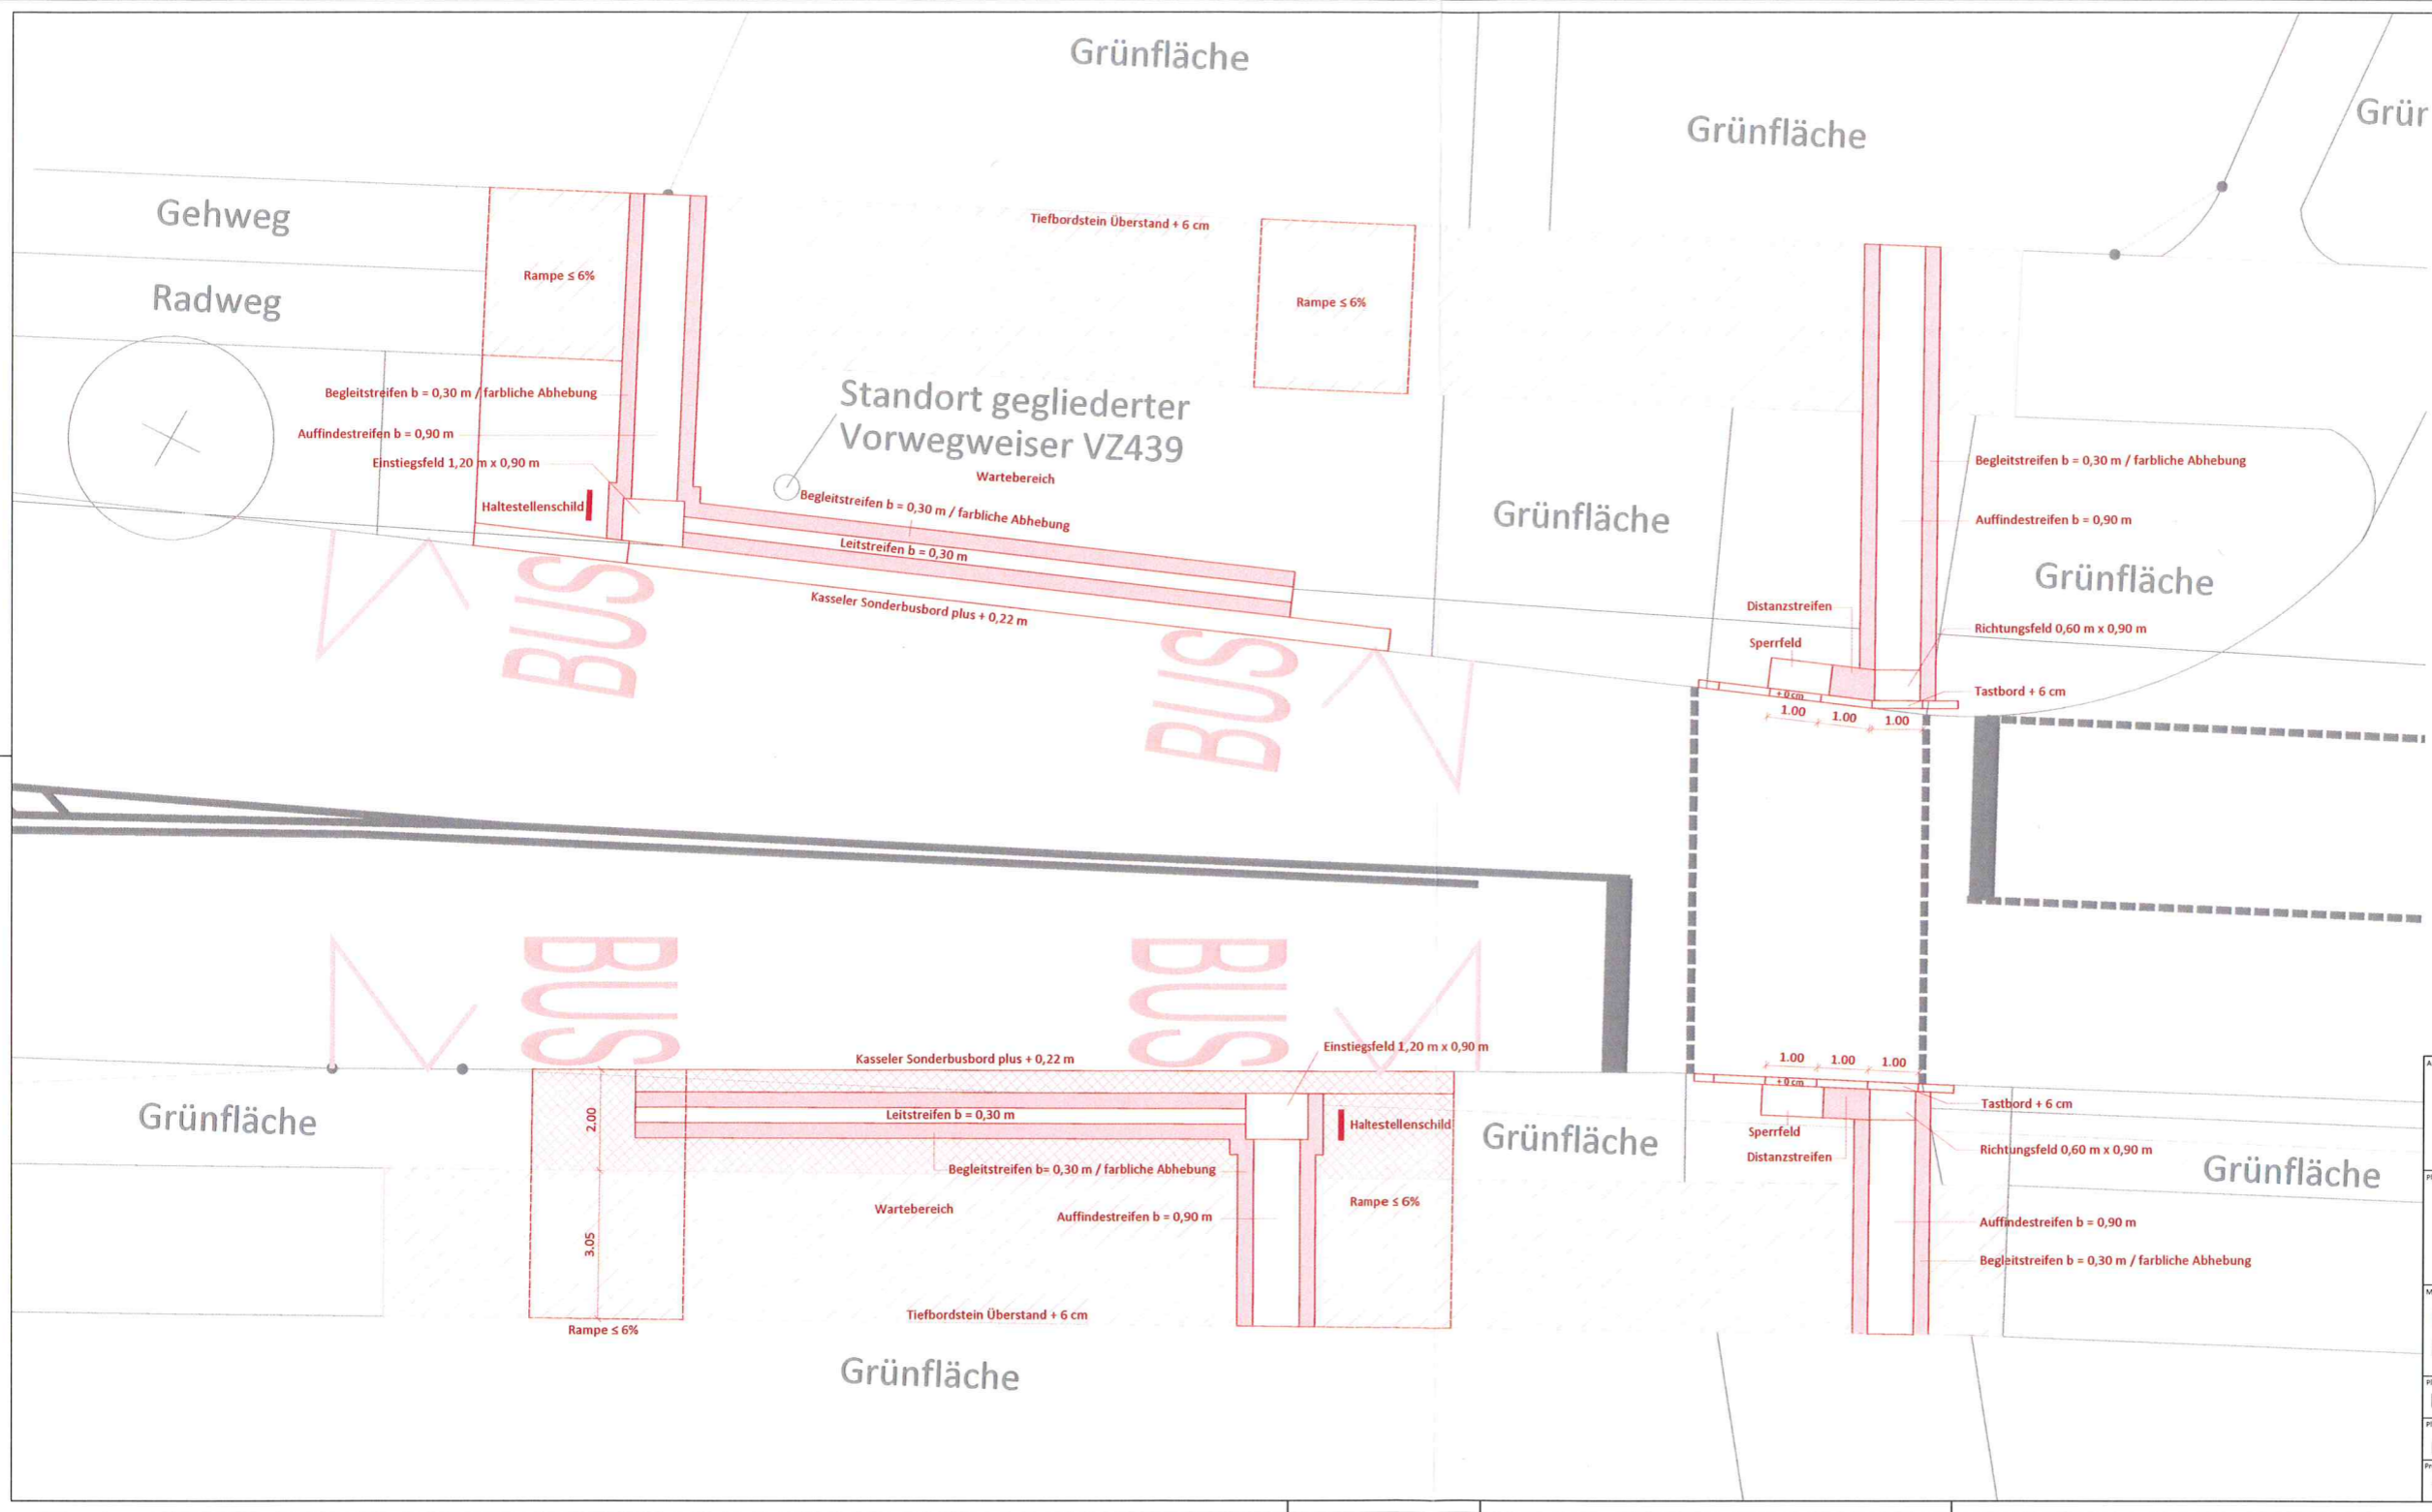 Grünfläche
Grünfläche
Gehweg
Tiefbordstein Überstand + 6 cm
Rampe ≤ 6%
Radweg
Rampe ≤ 6%
Begleitstreifen b = 0,30 m / farbliche Abhebung
Standort gegliederter
Vorwegweiser VZ439
Auffindestreifen b = 0,90 m
Einstiegsfeld 1,20 m x 0,90 m
Wartebereich
Begleitstreifen b = 0,30 m / farbliche Abhebung
Haltestellenschild
Begleitstreifen b = 0,30 m / farbliche Abhebung
Grünfläche
Auffindestreifen b = 0,90 m
Leitstreifen b = 0,30 m
Grünfläche
Kasseler Sonderbusbord plus + 0,22 m
Distanzstreifen
Richtungsfeld 0,60 m x 0,90 m
Sperrfeld
BUS
BUS
+ 0 cm
Tastbord + 6 cm
1.00 1.00 1.00
BUS
BUS
Kasseler Sonderbusbord plus + 0,22 m
Einstiegsfeld 1,20 m x 0,90 m
1.00 1.00 1.00
+ 0 cm
Grünfläche
2.00
Leitstreifen b = 0,30 m
Haltestellenschild
Grünfläche
Tastbord + 6 cm
Sperrfeld
Richtungsfeld 0,60 m x 0,90 m
Distanzstreifen
Grünfläche
Begleitstreifen b= 0,30 m / farbliche Abhebung
Rampe ≤ 6%
Wartebereich
Auffindestreifen b = 0,90 m
Auffindestreifen b = 0,90 m
3.05
Begleitstreifen b = 0,30 m / farbliche Abhebung
Tiefbordstein Überstand + 6 cm
Rampe ≤ 6%
Grünfläche